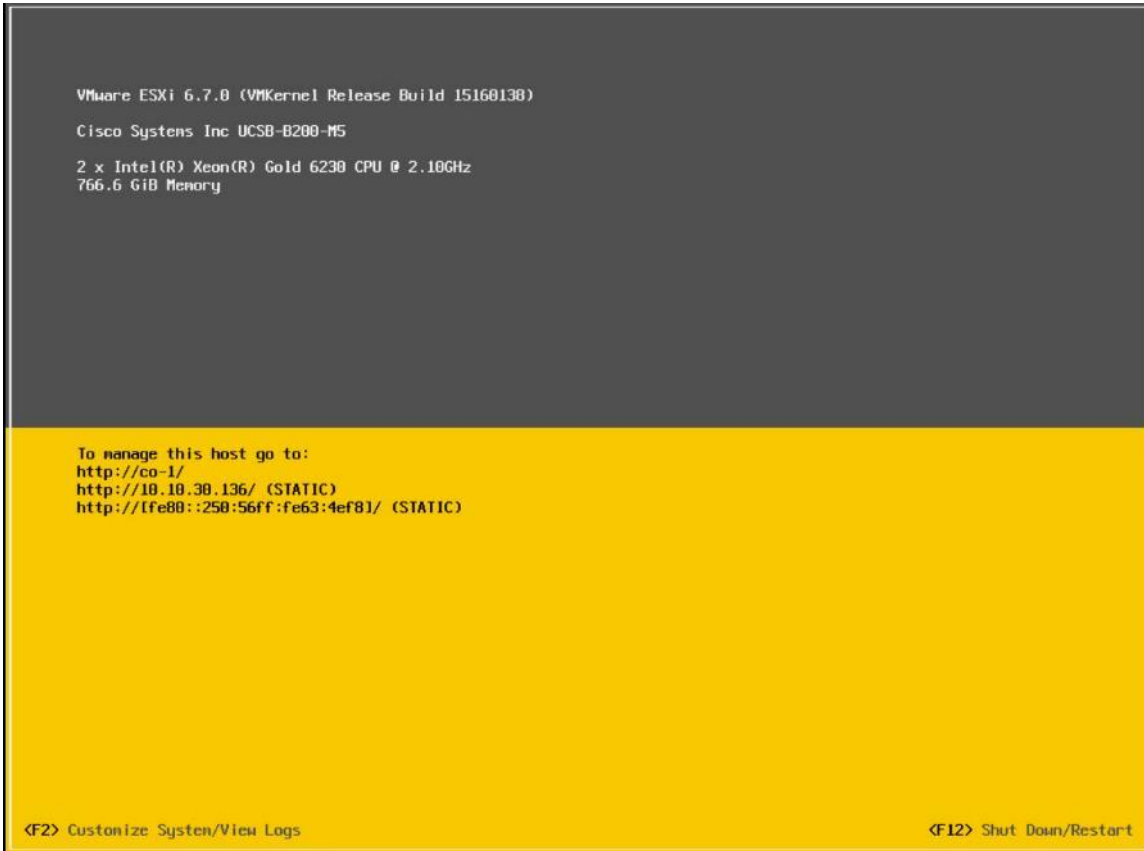 VMware ESXi 6.7.0 (VMKernel Release Build 15160138)
Cisco Systems Inc UCSB-B200-M5
2 x Intel(R) Xeon(R) Gold 6230 CPU @ 2.10GHz
766.6 GiB Memory
To manage this host go to:
http://co-1/
http://10.10.30.136/ (STATIC)
http://[fe80::250:56ff:fe63:4ef8]/ (STATIC)
<F2> Customize System/View Logs
<F12> Shut Down/Restart